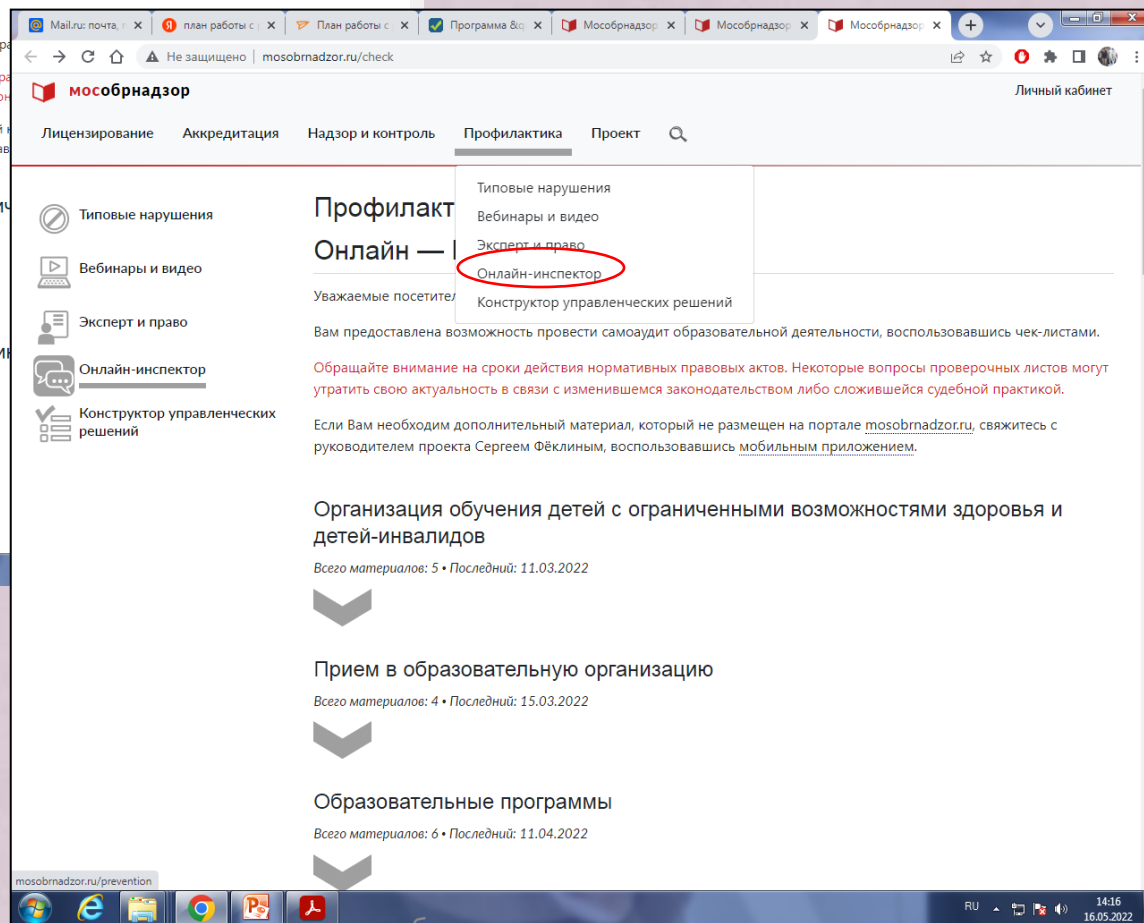 Mail.ru: почта, п
план работы с
План работы с
Программа &q
Мособрнадзор
Мособрнадзор
Мособрнадзор
Не защищено | mosobrnadzor.ru/check
мособрнадзор
Личный кабинет
Лицензирование Аккредитация Надзор и контроль Профилактика Проект
Типовые нарушения
Вебинары и видео
Эксперт и право
Онлайн-инспектор
Конструктор управленческих решений
Типовые нарушения
Вебинары и видео
Эксперт и право
Онлайн-инспектор
Конструктор управленческих
решений
Профилакт
Онлайн —
Уважаемые посетител
Вам предоставлена возможность провести самоаудит образовательной деятельности, воспользовавшись чек-листами.
Обращайте внимание на сроки действия нормативных правовых актов. Некоторые вопросы проверочных листов могут
утратить свою актуальность в связи с изменившемся законодательством либо сложившейся судебной практикой.
Если Вам необходим дополнительный материал, который не размещен на портале mosobrnadzor.ru, свяжитесь с
руководителем проекта Сергеем Фёклиным, воспользовавшись мобильным приложением.
Организация обучения детей с ограниченными возможностями здоровья и
детей-инвалидов
Всего материалов: 5 • Последний: 11.03.2022
Прием в образовательную организацию
Всего материалов: 4 • Последний: 15.03.2022
Образовательные программы
Всего материалов: 6 • Последний: 11.04.2022
mosobrnadzor.ru/prevention
RU
14:16
16.05.2022